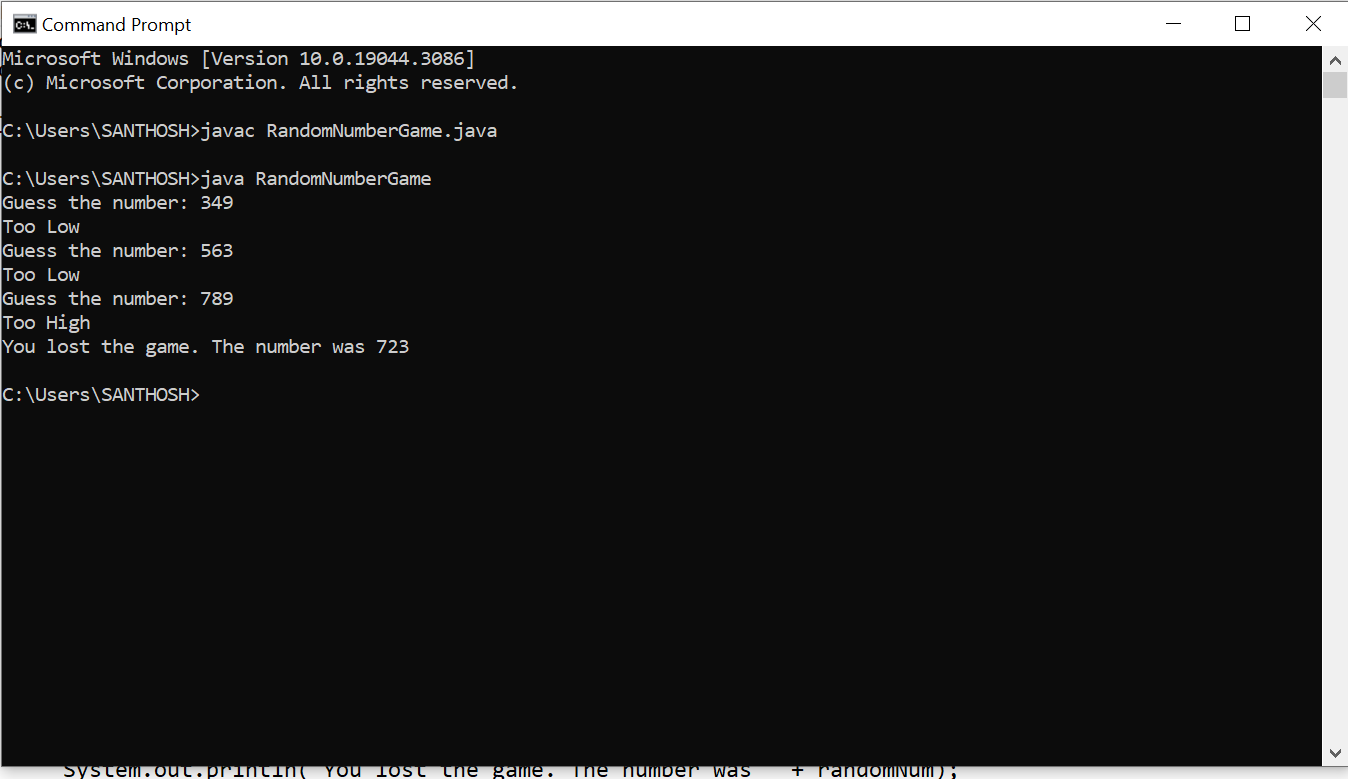 Command Prompt
Microsoft Windows [Version 10.0.19044.3086]
(c) Microsoft Corporation. All rights reserved.
C:\Users\SANTHOSH>javac RandomNumberGame.java
C:\Users\SANTHOSH>java RandomNumberGame
Guess the number: 349
Too Low
Guess the number: 563
Too Low
Guess the number: 789
Too High
You lost the game. The number was 723
C:\Users\SANTHOSH>
System.out.println("You lost the game. The number was " + randomNum);